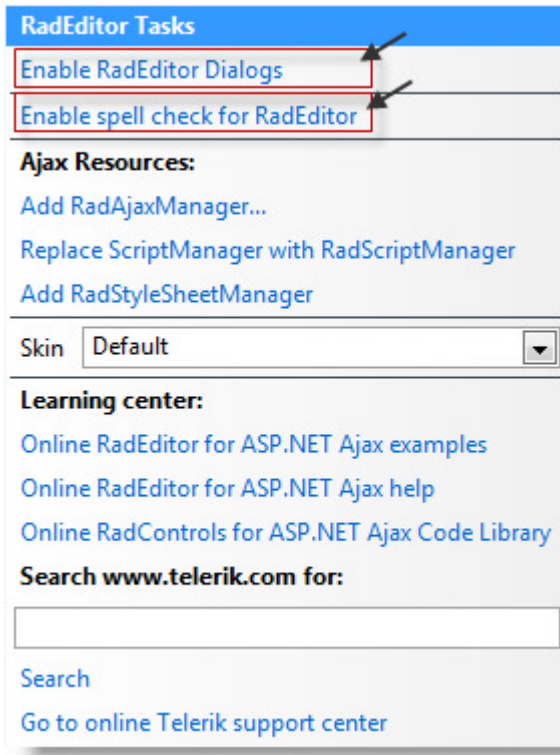 RadEditor Tasks
Enable RadEditor Dialogs
Enable spell check for RadEditor
Ajax Resources:
Add RadAjaxManager...
Replace ScriptManager with RadScriptManager
Add RadStyleSheetManager
Skin Default
Learning center:
Online RadEditor for ASP.NET Ajax examples
Online RadEditor for ASP.NET Ajax help
Online RadControls for ASP.NET Ajax Code Library
Search www.telerik.com for:
Search
Go to online Telerik support center